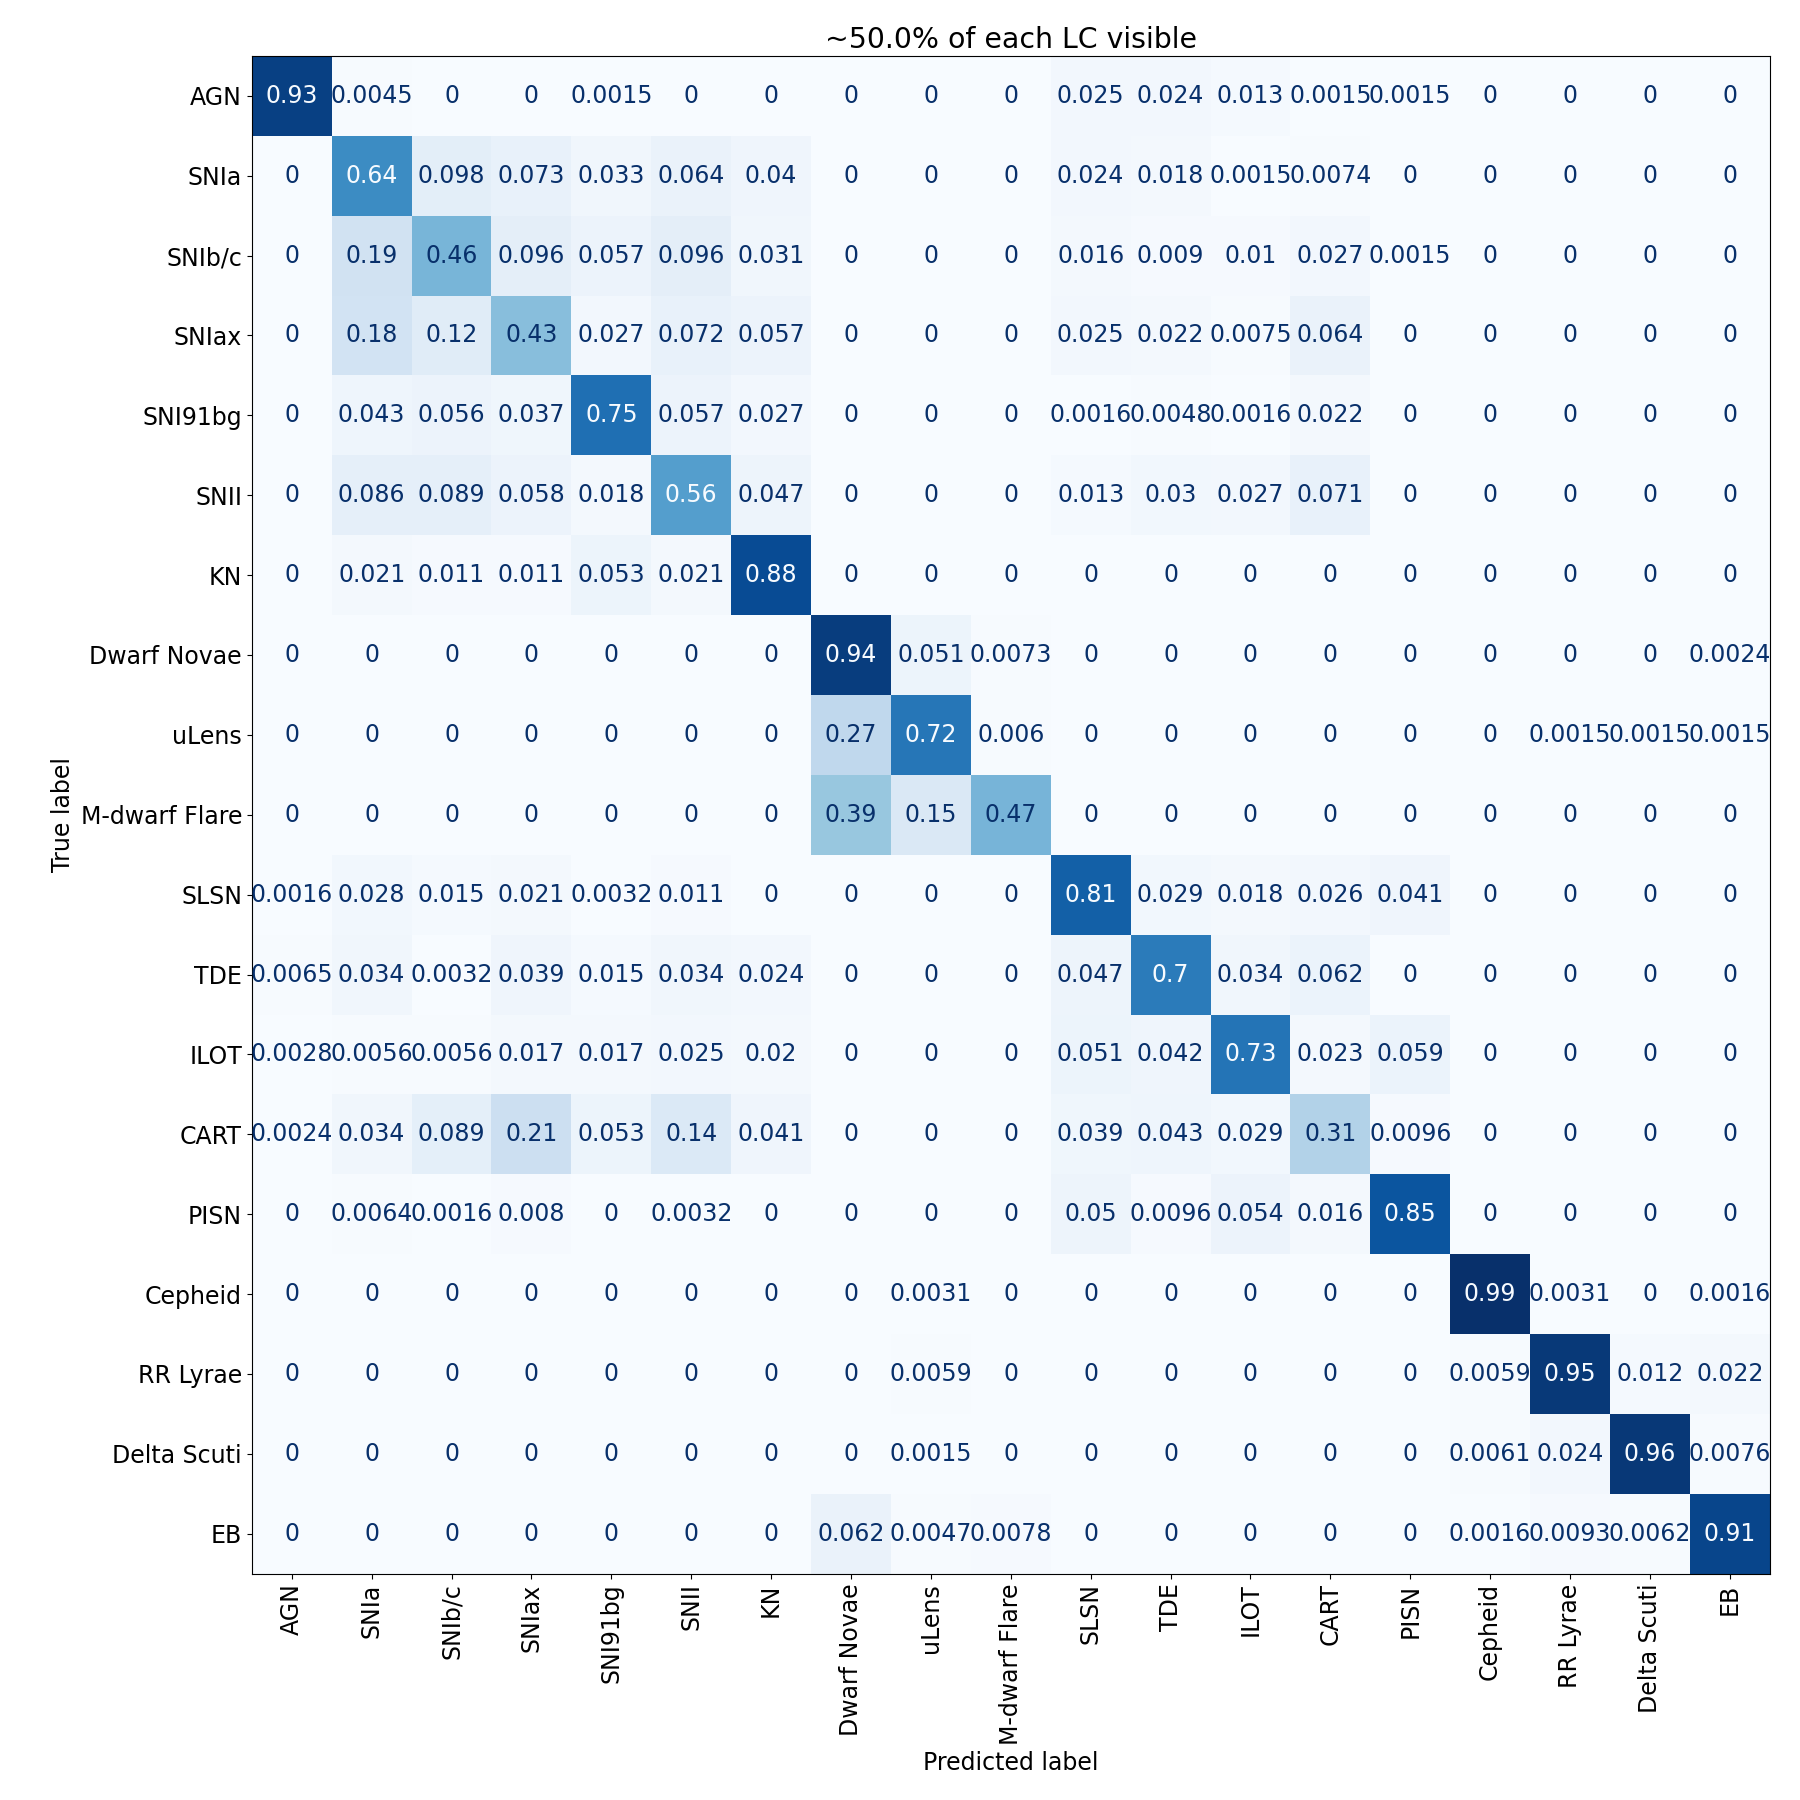 ~50.0% of each LC visible
AGN 0.93 0.0045 0 0 0.0015 0 0 0 0 0 0.025 0.024 0.013 0.0015 0.0015 0 0 0 0
SNIa 0 0.64 0.098 0.073 0.033 0.064 0.04 0 0 0 0.024 0.018 0.0015 0.0074 0 0 0 0 0
SNIb/c 0 0.19 0.46 0.096 0.057 0.096 0.031 0 0 0 0.016 0.009 0.01 0.027 0.0015 0 0 0 0
SNIax 0 0.18 0.12 0.43 0.027 0.072 0.057 0 0 0 0.025 0.022 0.0075 0.064 0 0 0 0 0
SNI91bg 0 0.043 0.056 0.037 0.75 0.057 0.027 0 0 0 0.0016 0.0048 0.0016 0.022 0 0 0 0 0
SNII 0 0.086 0.089 0.058 0.018 0.56 0.047 0 0 0 0.013 0.03 0.027 0.071 0 0 0 0 0
KN 0 0.021 0.011 0.011 0.053 0.021 0.88 0 0 0 0 0 0 0 0 0 0 0 0
Dwarf Novae 0 0 0 0 0 0 0 0.94 0.051 0.0073 0 0 0 0 0 0 0 0 0.0024
uLens 0 0 0 0 0 0 0 0.27 0.72 0.006 0 0 0 0 0 0 0.0015 0.0015 0.0015
M-dwarf Flare 0 0 0 0 0 0 0 0.39 0.15 0.47 0 0 0 0 0 0 0 0 0
SLSN 0.0016 0.028 0.015 0.021 0.0032 0.011 0 0 0 0 0.81 0.029 0.018 0.026 0.041 0 0 0 0
TDE 0.0065 0.034 0.0032 0.039 0.015 0.034 0.024 0 0 0 0.047 0.7 0.034 0.062 0 0 0 0 0
ILOT 0.0028 0.0056 0.0056 0.017 0.017 0.025 0.02 0 0 0 0.051 0.042 0.73 0.023 0.059 0 0 0 0
CART 0.0024 0.034 0.089 0.21 0.053 0.14 0.041 0 0 0 0.039 0.043 0.029 0.31 0.0096 0 0 0 0
PISN 0 0.0064 0.0016 0.008 0 0.0032 0 0 0 0 0.05 0.0096 0.054 0.016 0.85 0 0 0 0
Cepheid 0 0 0 0 0 0 0 0 0.0031 0 0 0 0 0 0 0.99 0.0031 0 0.0016
RR Lyrae 0 0 0 0 0 0 0 0 0.0059 0 0 0 0 0 0 0.0059 0.95 0.012 0.022
Delta Scuti 0 0 0 0 0 0 0 0 0.0015 0 0 0 0 0 0 0.0061 0.024 0.96 0.0076
EB 0 0 0 0 0 0 0 0.062 0.0047 0.0078 0 0 0 0 0 0.0016 0.0093 0.0062 0.91
True label
AGN SNIa SNIb/c SNIax SNI91bg SNII KN Dwarf Novae uLens M-dwarf Flare SLSN TDE ILOT CART PISN Cepheid RR Lyrae Delta Scuti EB
Predicted label